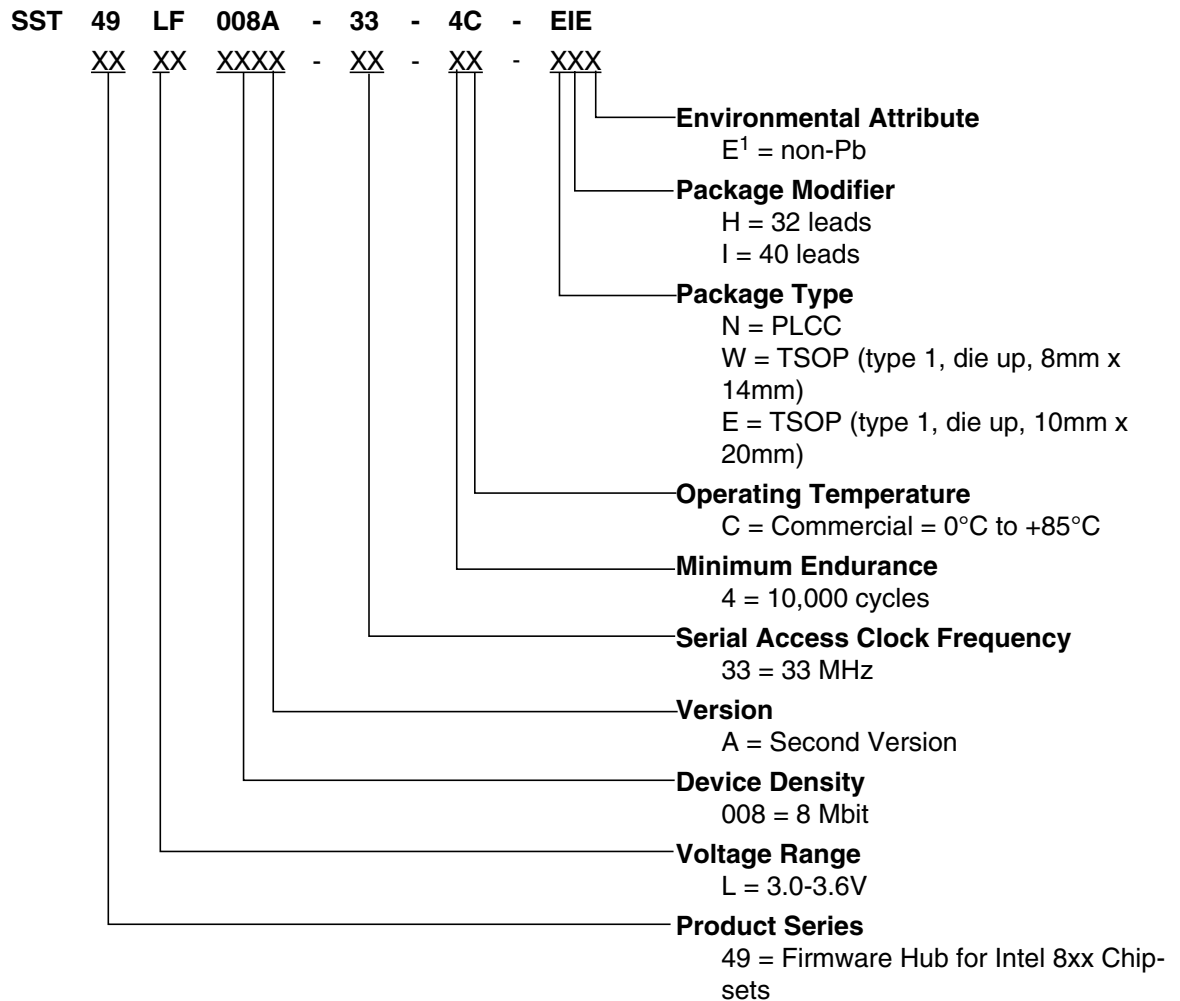 SST 49 LF 008A - 33 - 4C - EIE
XX XX XXXX - XX - XX - XXX
Environmental Attribute
E1 = non-Pb
Package Modifier
H = 32 leads
I = 40 leads
Package Type
N = PLCC
W = TSOP (type 1, die up, 8mm x
14mm)
E = TSOP (type 1, die up, 10mm x
20mm)
Operating Temperature
C = Commercial = 0°C to +85°C
Minimum Endurance
4 = 10,000 cycles
Serial Access Clock Frequency
33 = 33 MHz
Version
A = Second Version
Device Density
008 = 8 Mbit
Voltage Range
L = 3.0-3.6V
Product Series
49 = Firmware Hub for Intel 8xx Chip-
sets